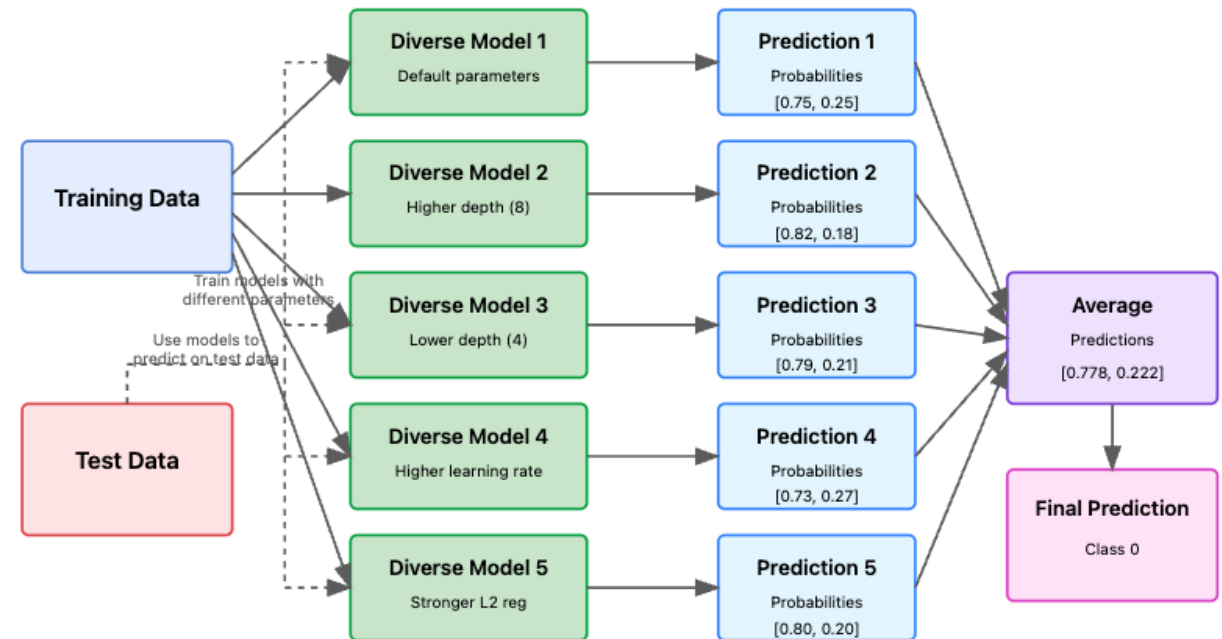 Training Data
Train models with
different parameters
Use models to
predict on test data
Test Data
Diverse Model 1
Default parameters
Diverse Model 2
Higher depth (8)
Diverse Model 3
Lower depth (4)
Diverse Model 4
Higher learning rate
Diverse Model 5
Stronger L2 reg
Prediction 1
Probabilities
[0.75, 0.25]
Prediction 2
Probabilities
[0.82, 0.18]
Prediction 3
Probabilities
[0.79, 0.21]
Prediction 4
Probabilities
[0.73, 0.27]
Prediction 5
Probabilities
[0.80, 0.20]
Average
Predictions
[0.778, 0.222]
Final Prediction
Class 0